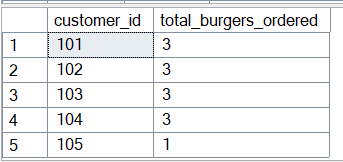 customer_id total_burgers_ordered
1 101 3
2 102 3
3 103 3
4 104 3
5 105 1